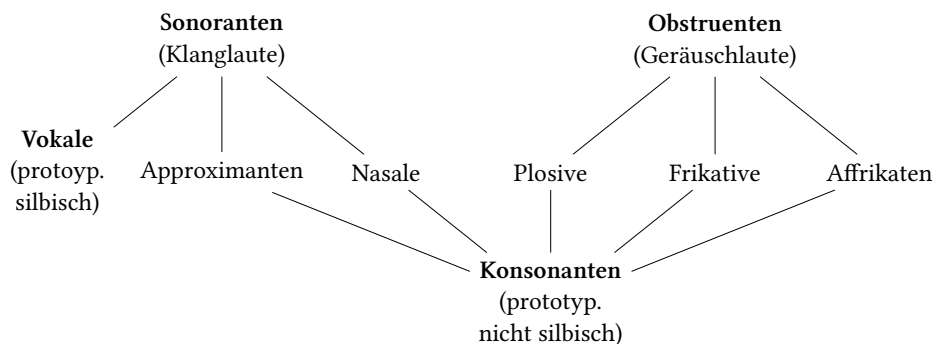 Sonoranten
(Klanglaute)
Obstruenten
(Geräuschlaute)
Vokale
(protoyp.
silbisch)
Approximanten
Nasale
Plosive
Frikative
Affrikaten
Konsonanten
(prototyp.
nicht silbisch)